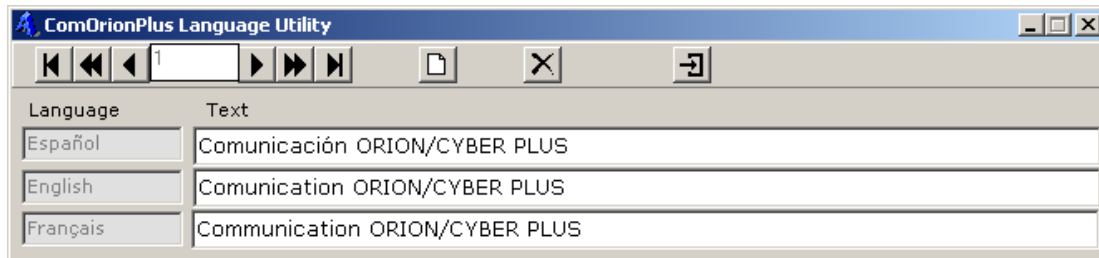 ComOrionPlus Language Utility
1
Language Text
Español Comunicación ORION/CYBER PLUS
English Comunication ORION/CYBER PLUS
Français Communication ORION/CYBER PLUS